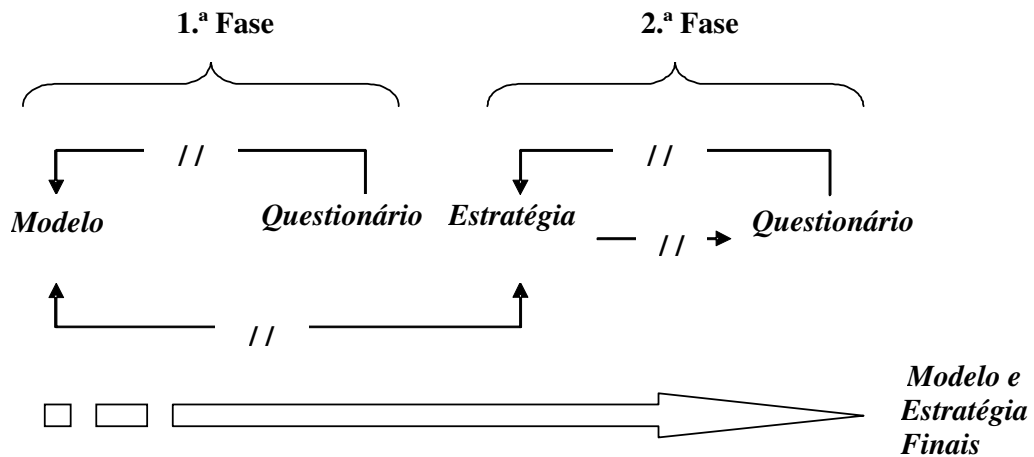 1.ª Fase 2.ª Fase
/ / / /
Modelo Questionário Estratégia Questionário
/ /
/ /
Modelo e
Estratégia
Finais